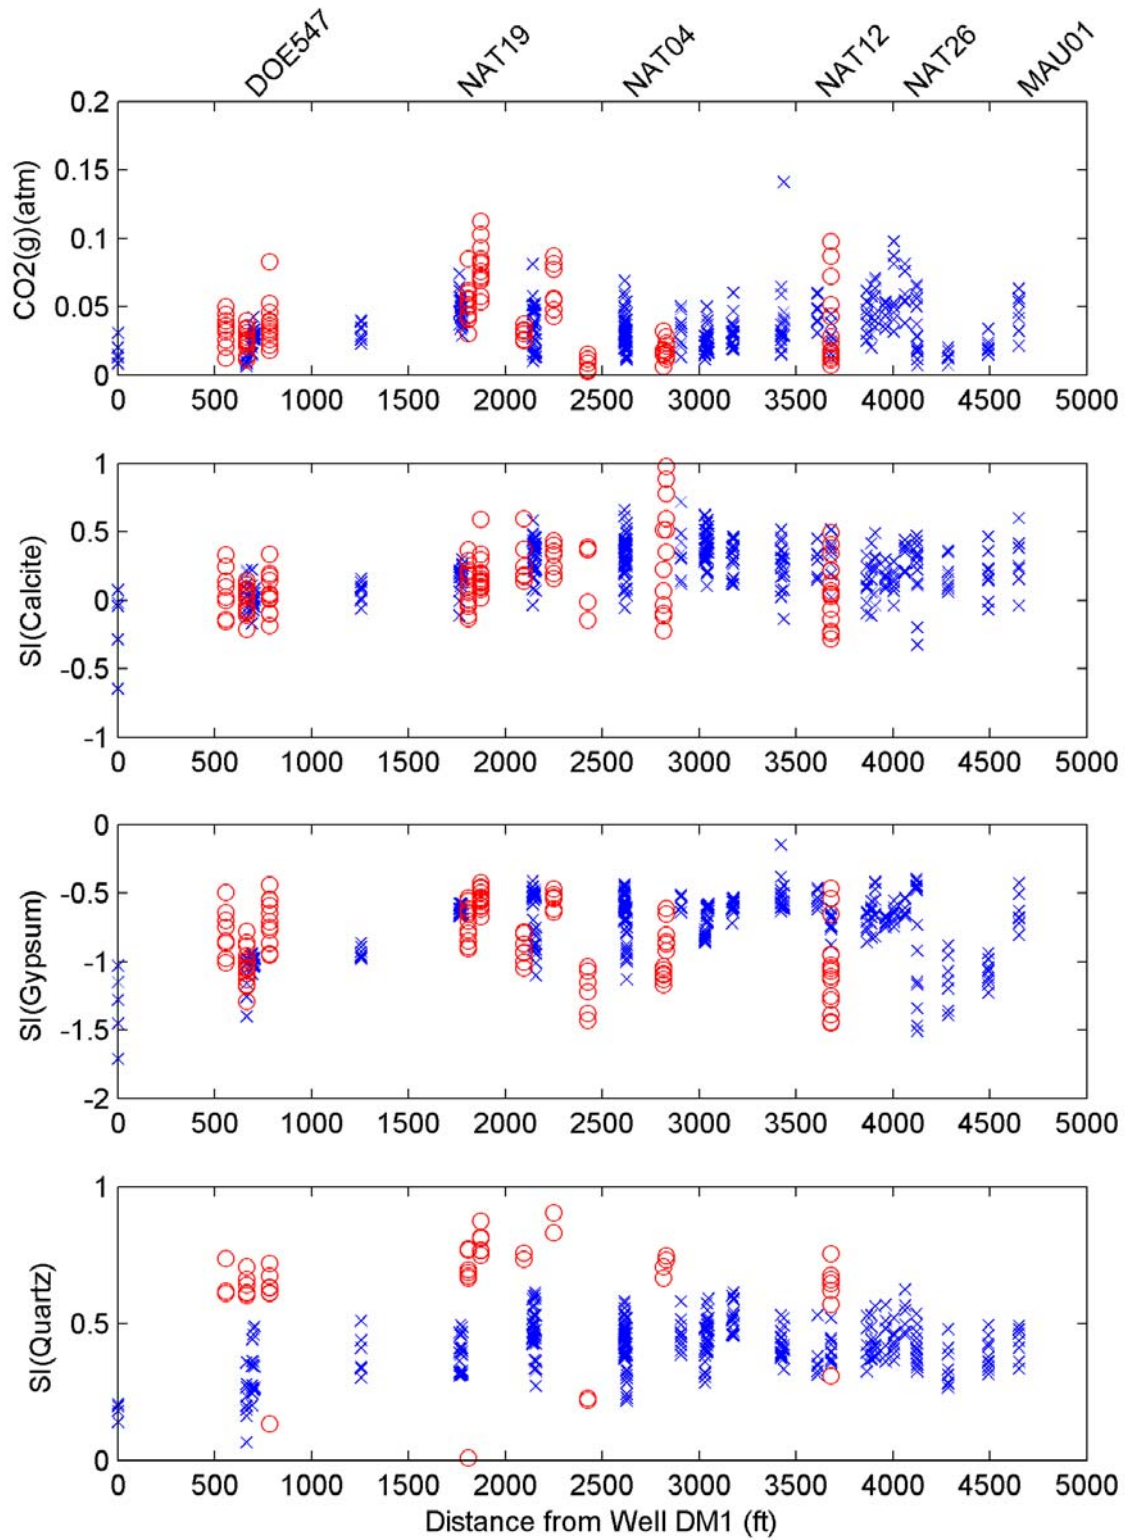 DOE547 NAT19 NAT04 NAT12 NAT26 MAU01
0.2
0.15
0.1
0.05
0
CO2(g)(atm)
0 500 1000 1500 2000 2500 3000 3500 4000 4500 5000
1
0.5
0
-0.5
-1
SI(Calcite)
0 500 1000 1500 2000 2500 3000 3500 4000 4500 5000
0
-0.5
-1
-1.5
-2
SI(Gypsum)
0 500 1000 1500 2000 2500 3000 3500 4000 4500 5000
1
0.5
0
SI(Quartz)
0 500 1000 1500 2000 2500 3000 3500 4000 4500 5000
Distance from Well DM1 (ft)